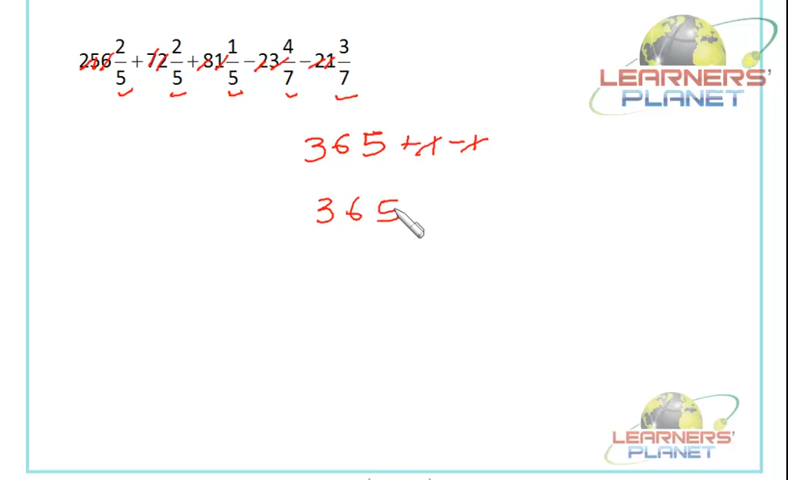 256 2/5 + 72 2/5 + 81 1/5 − 23 4/7 − 21 3/7
365 +1 −1
365
LEARNERS'
PLANET
LEARNERS'
PLANET